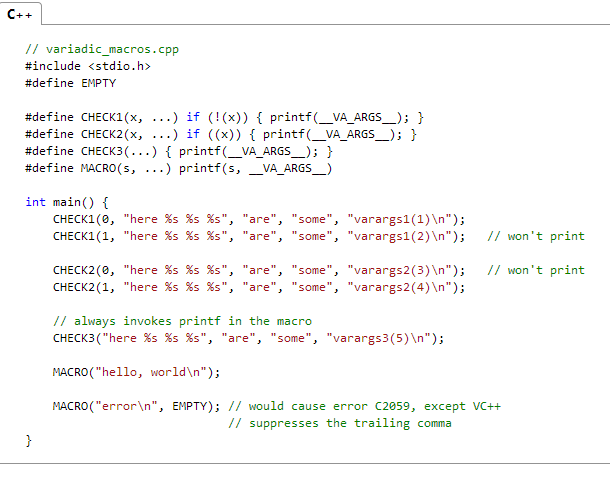 C++
// variadic_macros.cpp
#include <stdio.h>
#define EMPTY
#define CHECK1(x, ...) if (!(x)) { printf(__VA_ARGS__); }
#define CHECK2(x, ...) if ((x)) { printf(__VA_ARGS__); }
#define CHECK3(...) { printf(__VA_ARGS__); }
#define MACRO(s, ...) printf(s, __VA_ARGS__)
int main() {
CHECK1(0, "here %s %s %s", "are", "some", "varargs1(1)\n");
CHECK1(1, "here %s %s %s", "are", "some", "varargs1(2)\n"); // won't print
CHECK2(0, "here %s %s %s", "are", "some", "varargs2(3)\n"); // won't print
CHECK2(1, "here %s %s %s", "are", "some", "varargs2(4)\n");
// always invokes printf in the macro
CHECK3("here %s %s %s", "are", "some", "varargs3(5)\n");
MACRO("hello, world\n");
MACRO("error\n", EMPTY); // would cause error C2059, except VC++
// suppresses the trailing comma
}